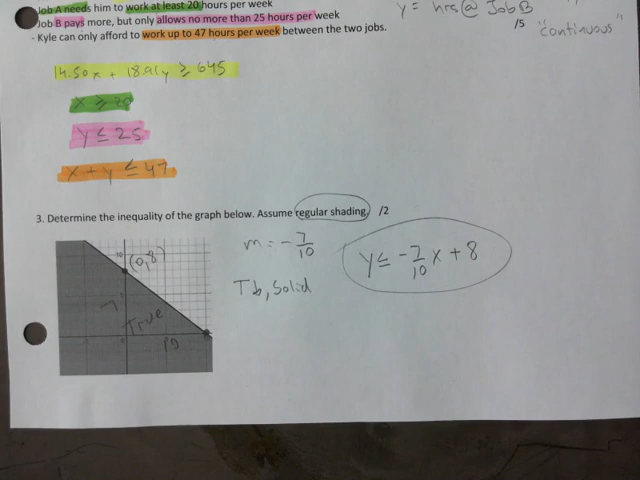 Job A needs him to work at least 20 hours per week
Job B pays more, but only allows no more than 25 hours per week
- Kyle can only afford to work up to 47 hours per week between the two jobs.
y = hrs @ Job B
/5 "continuous"
14.50x + 18.91y ≥ 645
x ≥ 20
y ≤ 25
x + y ≤ 47
3. Determine the inequality of the graph below. Assume regular shading. /2
m = -7/10
y ≤ -7/10 x + 8
Tb, Solid
10
(0,8)
7
True
10